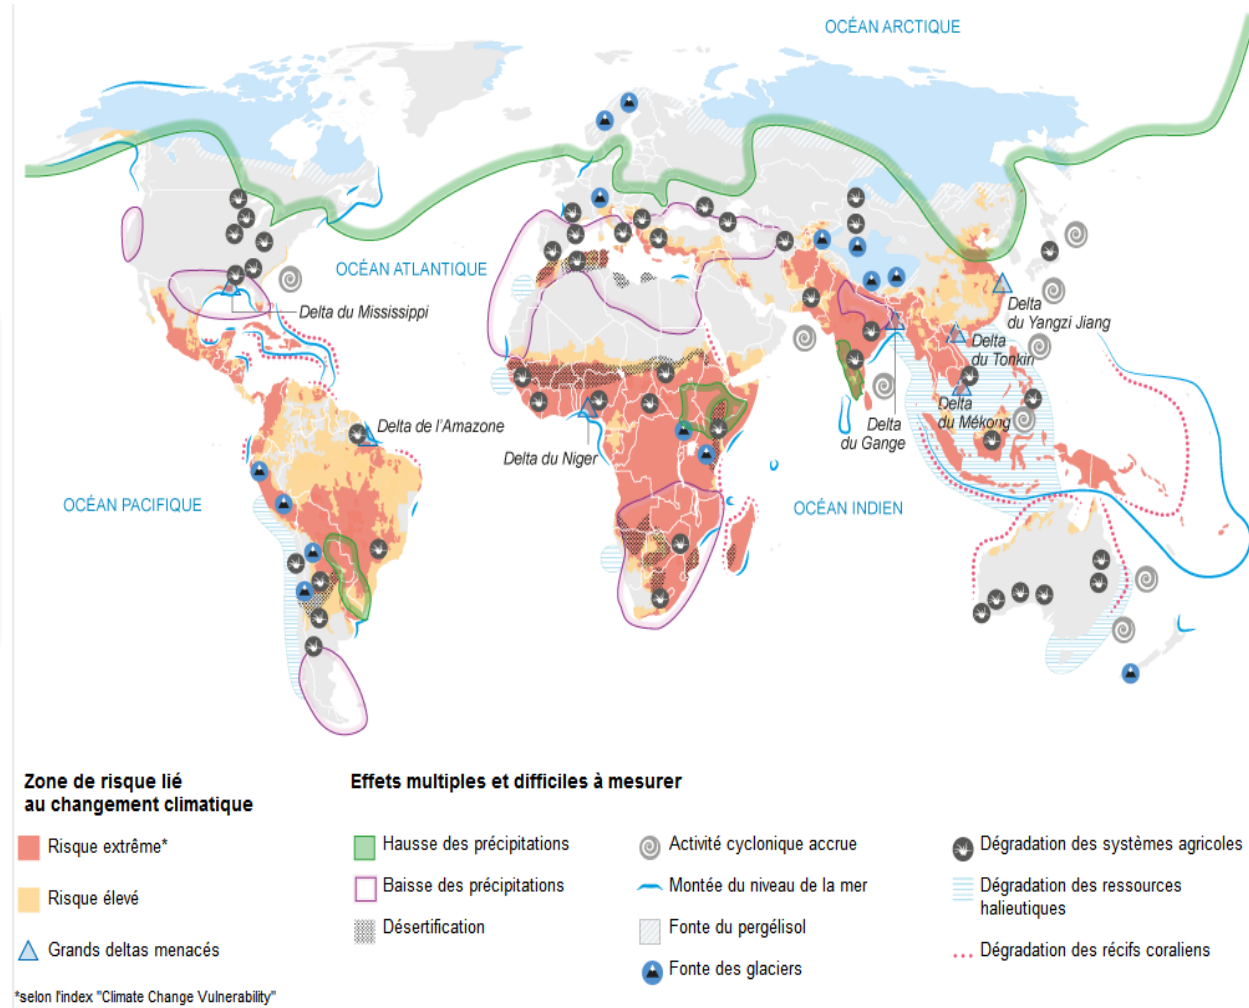 OCÉAN ARCTIQUE
OCÉAN ATLANTIQUE
Delta du Mississippi
Delta
du Yangzi Jiang
Delta
du Tonkin
Delta de l'Amazone
Delta
du Mékong
Delta
du Gange
Delta du Niger
OCÉAN PACIFIQUE
OCÉAN INDIEN
Zone de risque lié
au changement climatique
Risque extrême*
Risque élevé
Grands deltas menacés
*selon l'index "Climate Change Vulnerability"
Effets multiples et difficiles à mesurer
Hausse des précipitations
Baisse des précipitations
Désertification
Activité cyclonique accrue
Montée du niveau de la mer
Fonte du pergélisol
Fonte des glaciers
Dégradation des systèmes agricoles
Dégradation des ressources
halieutiques
Dégradation des récifs coraliens